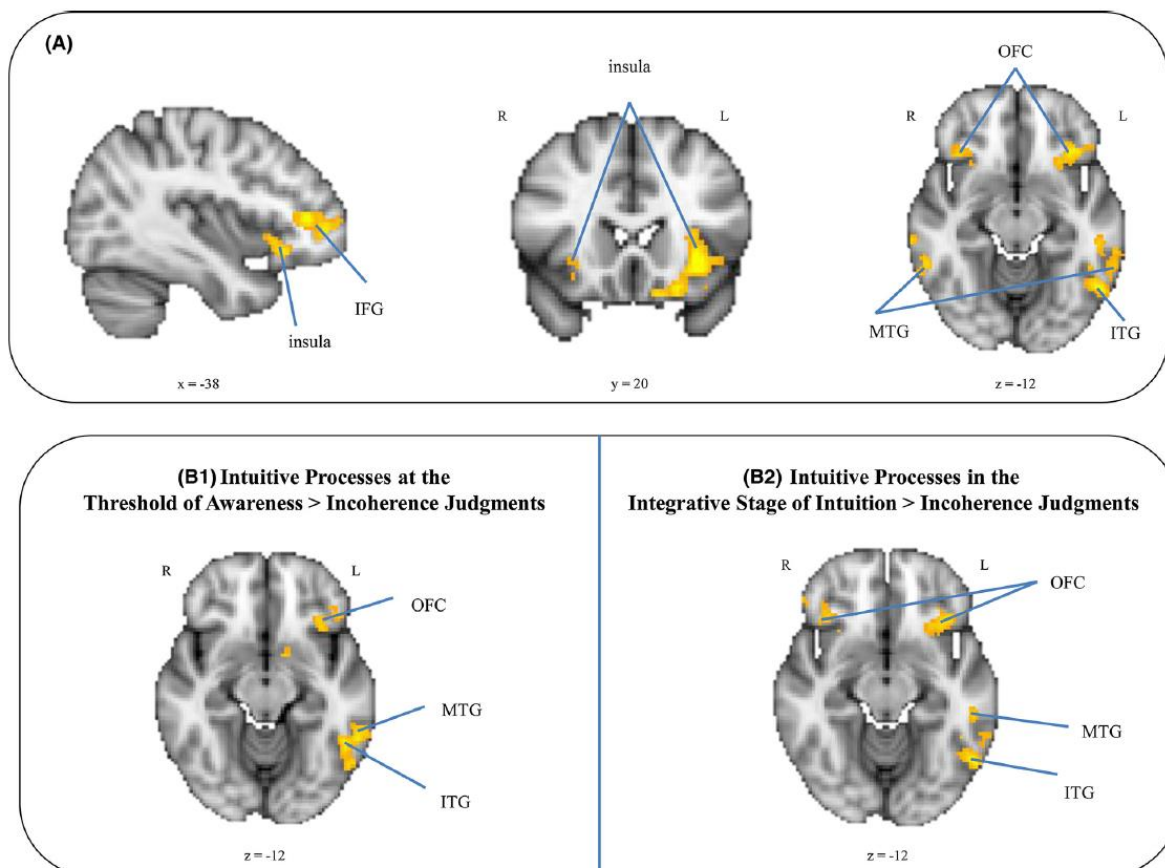 (A)
OFC
insula
R
L
R
L
IFG
insula
MTG
ITG
x = -38
y = 20
z = -12
(B1) Intuitive Processes at the
Threshold of Awareness > Incoherence Judgments
R
L
OFC
MTG
ITG
z = -12
(B2) Intuitive Processes in the
Integrative Stage of Intuition > Incoherence Judgments
R
L
OFC
MTG
ITG
z = -12